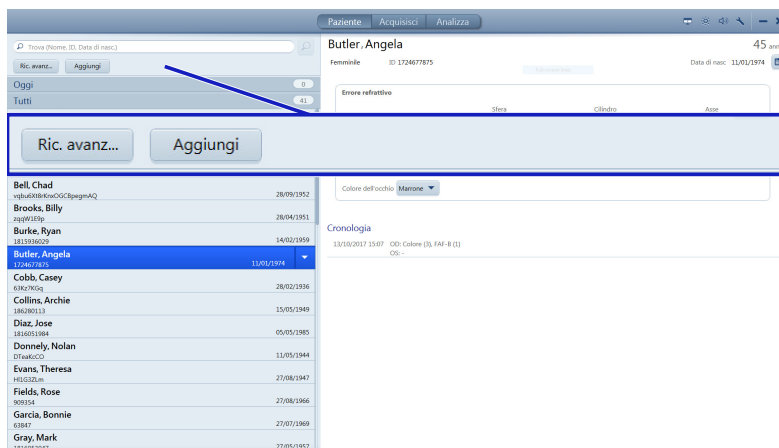 Paziente Acquisisci Analizza
Trova (Nome, ID, Data di nasc.)
Ric. avanz... Aggiungi
Oggi 0
Tutti 41
Ric. avanz... Aggiungi
Bell, Chad
vqbu6Xt8rKnxOGCBpegmAQ 28/09/1952
Brooks, Billy
zqqW1E9p 28/04/1951
Burke, Ryan
1815936029 14/02/1959
Butler, Angela
1724677875 11/01/1974
Cobb, Casey
63Kz7KGq 28/02/1936
Collins, Archie
186280113 15/05/1949
Diaz, Jose
1816051984 05/05/1985
Donnely, Nolan
DTeaKcCO 11/05/1944
Evans, Theresa
HI1G3ZLm 27/08/1947
Fields, Rose
909354 27/08/1966
Garcia, Bonnie
63847 27/07/1969
Gray, Mark
27/05/1957
Butler, Angela 45 anni
Femminile ID 1724677875 Data di nasc 11/01/1974
Errore refrattivo
Sfera Cilindro Asse
Colore dell'occhio Marrone
Cronologia
13/10/2017 15:07 OD: Colore (3), FAF-B (1)
OS: -